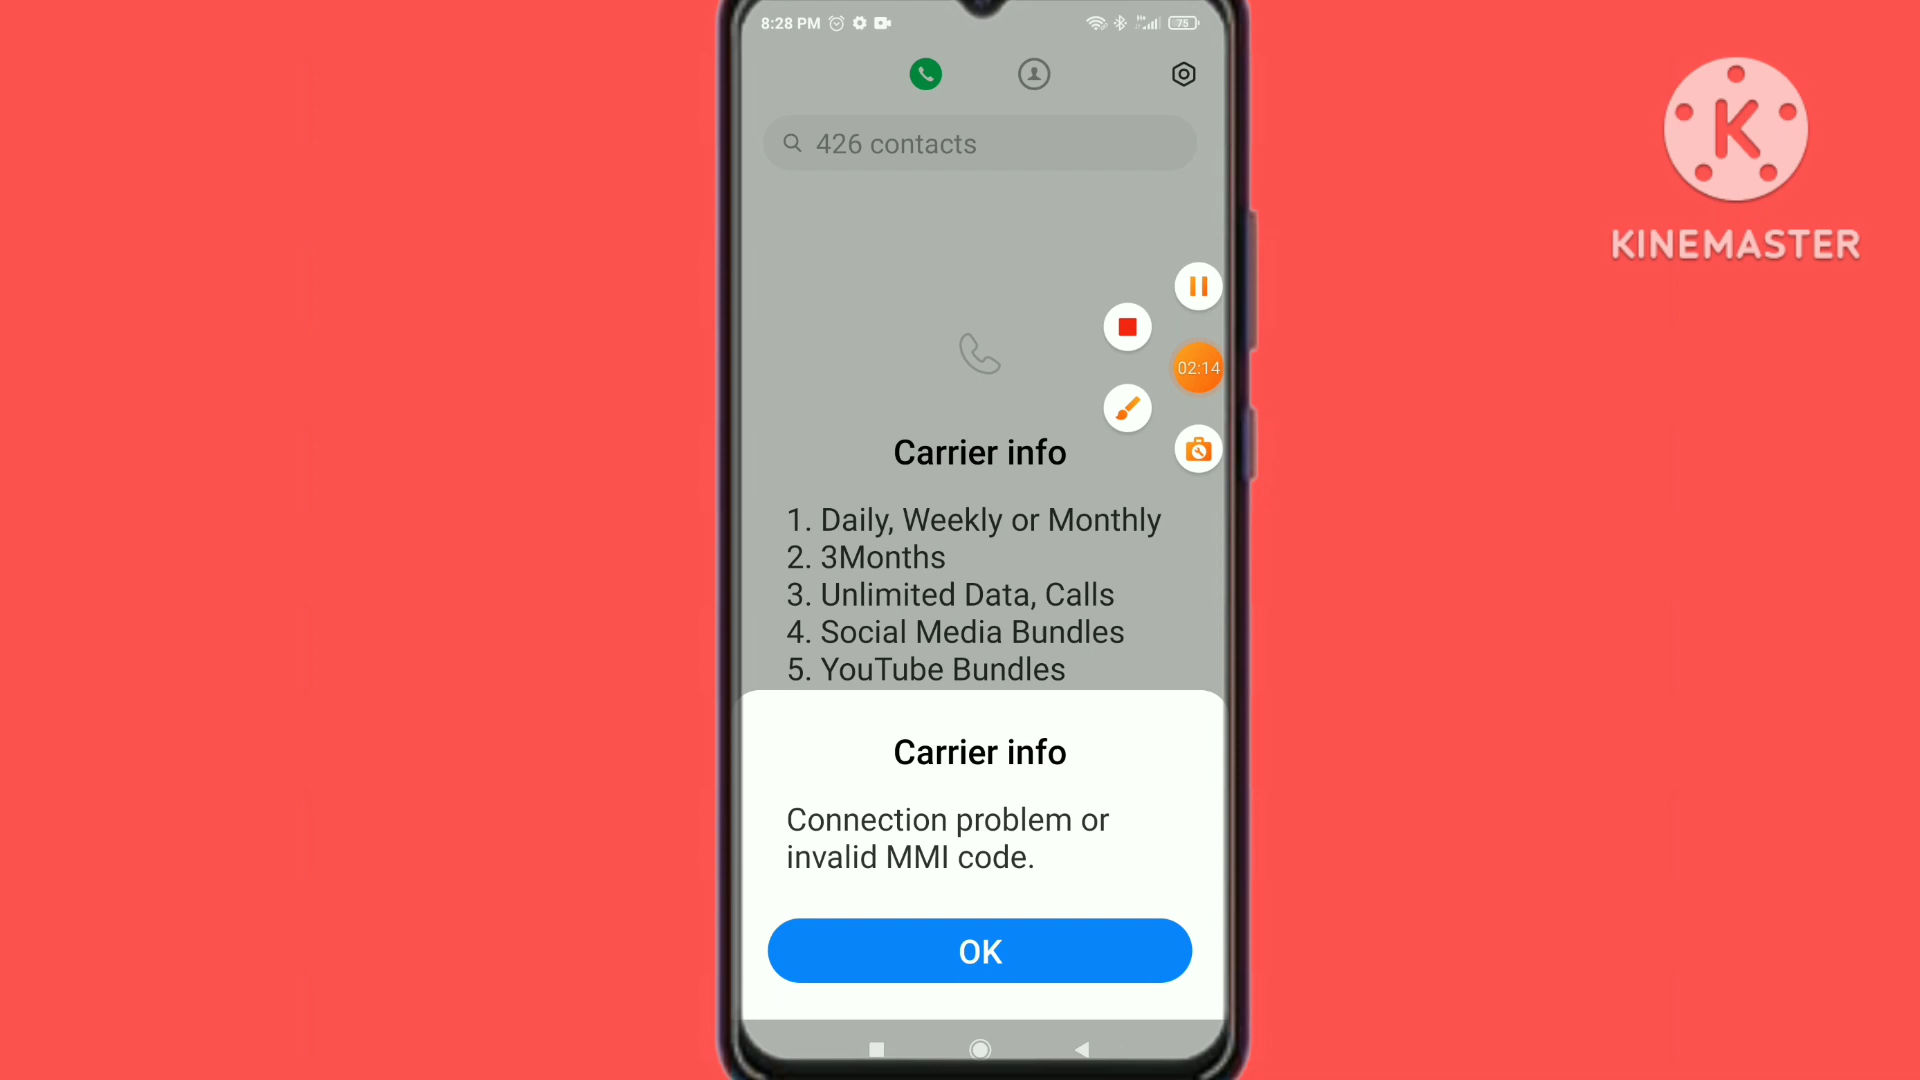 8:28 PM
75
426 contacts
02:14
Carrier info
1. Daily, Weekly or Monthly
2. 3Months
3. Unlimited Data, Calls
4. Social Media Bundles
5. YouTube Bundles
Carrier info
Connection problem or
invalid MMI code.
OK
K
KINEMASTER